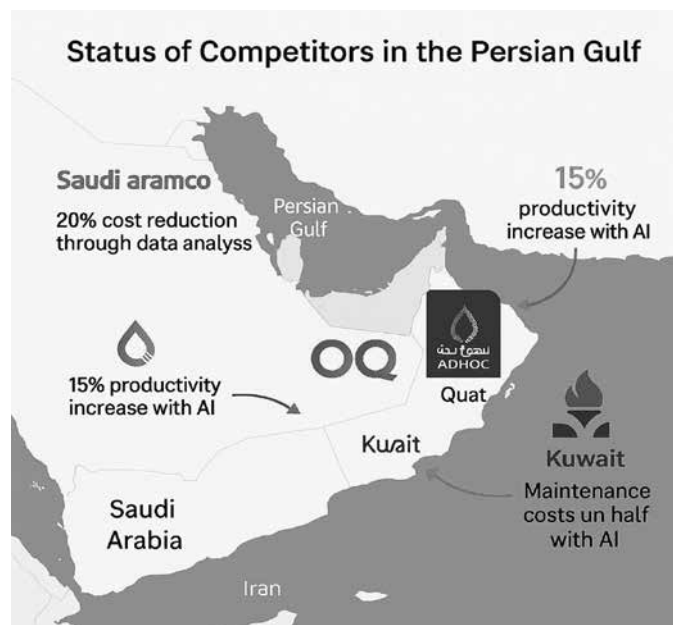 Status of Competitors in the Persian Gulf
Saudi aramco
20% cost reduction
through data analyss
Persian
Gulf
15%
productivity
increase with AI
15% productivity
increase with AI
OQ
ADHOC
Quat
Kuwait
Kuwait
Maintenance
costs un half
with AI
Saudi
Arabia
Iran